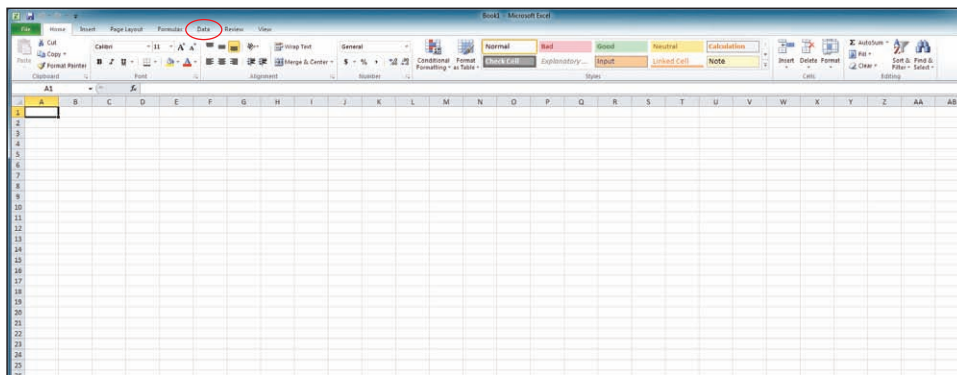 Book1 - Microsoft Excel
File Home Insert Page Layout Formulas Data Review View
Cut
Copy
Format Painter
Paste
Clipboard
Calibri 11 A A
B I U A
Font
Wrap Text
Merge & Center
Alignment
General
$ % ,
Number
Conditional Formatting
Format as Table
Normal Bad Good Neutral Calculation
Check Cell Explanatory ... Input Linked Cell Note
Styles
Insert Delete Format
Cells
Σ AutoSum
Fill
Clear
Sort & Filter
Find & Select
Editing
A1 fx
A B C D E F G H I J K L M N O P Q R S T U V W X Y Z AA AB
1
2
3
4
5
6
7
8
9
10
11
12
13
14
15
16
17
18
19
20
21
22
23
24
25